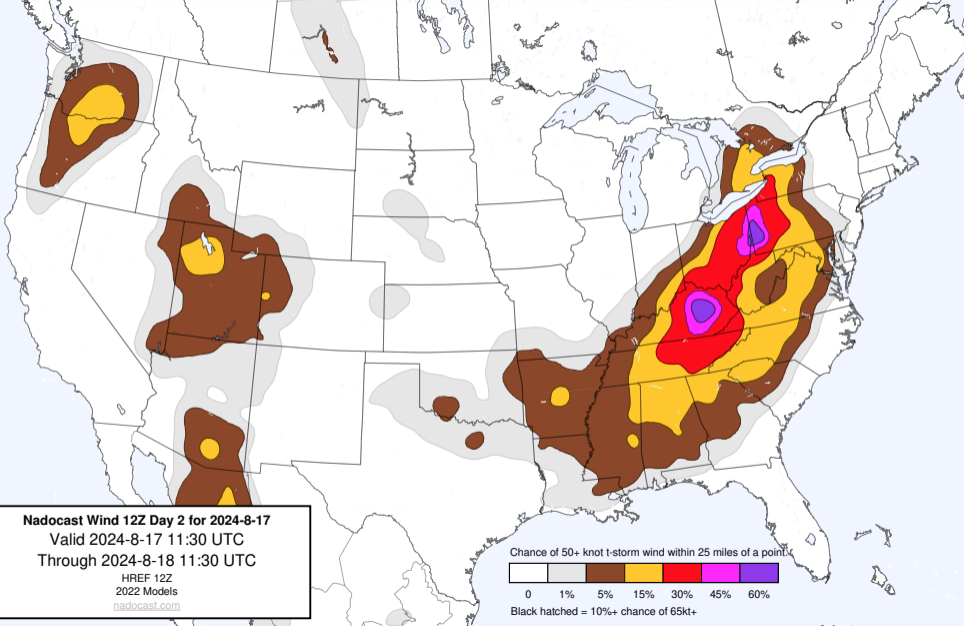 Nadocast Wind 12Z Day 2 for 2024-8-17
Valid 2024-8-17 11:30 UTC
Through 2024-8-18 11:30 UTC
HREF 12Z
2022 Models
nadocast.com
Chance of 50+ knot t-storm wind within 25 miles of a point.
0 1% 5% 15% 30% 45% 60%
Black hatched = 10%+ chance of 65kt+